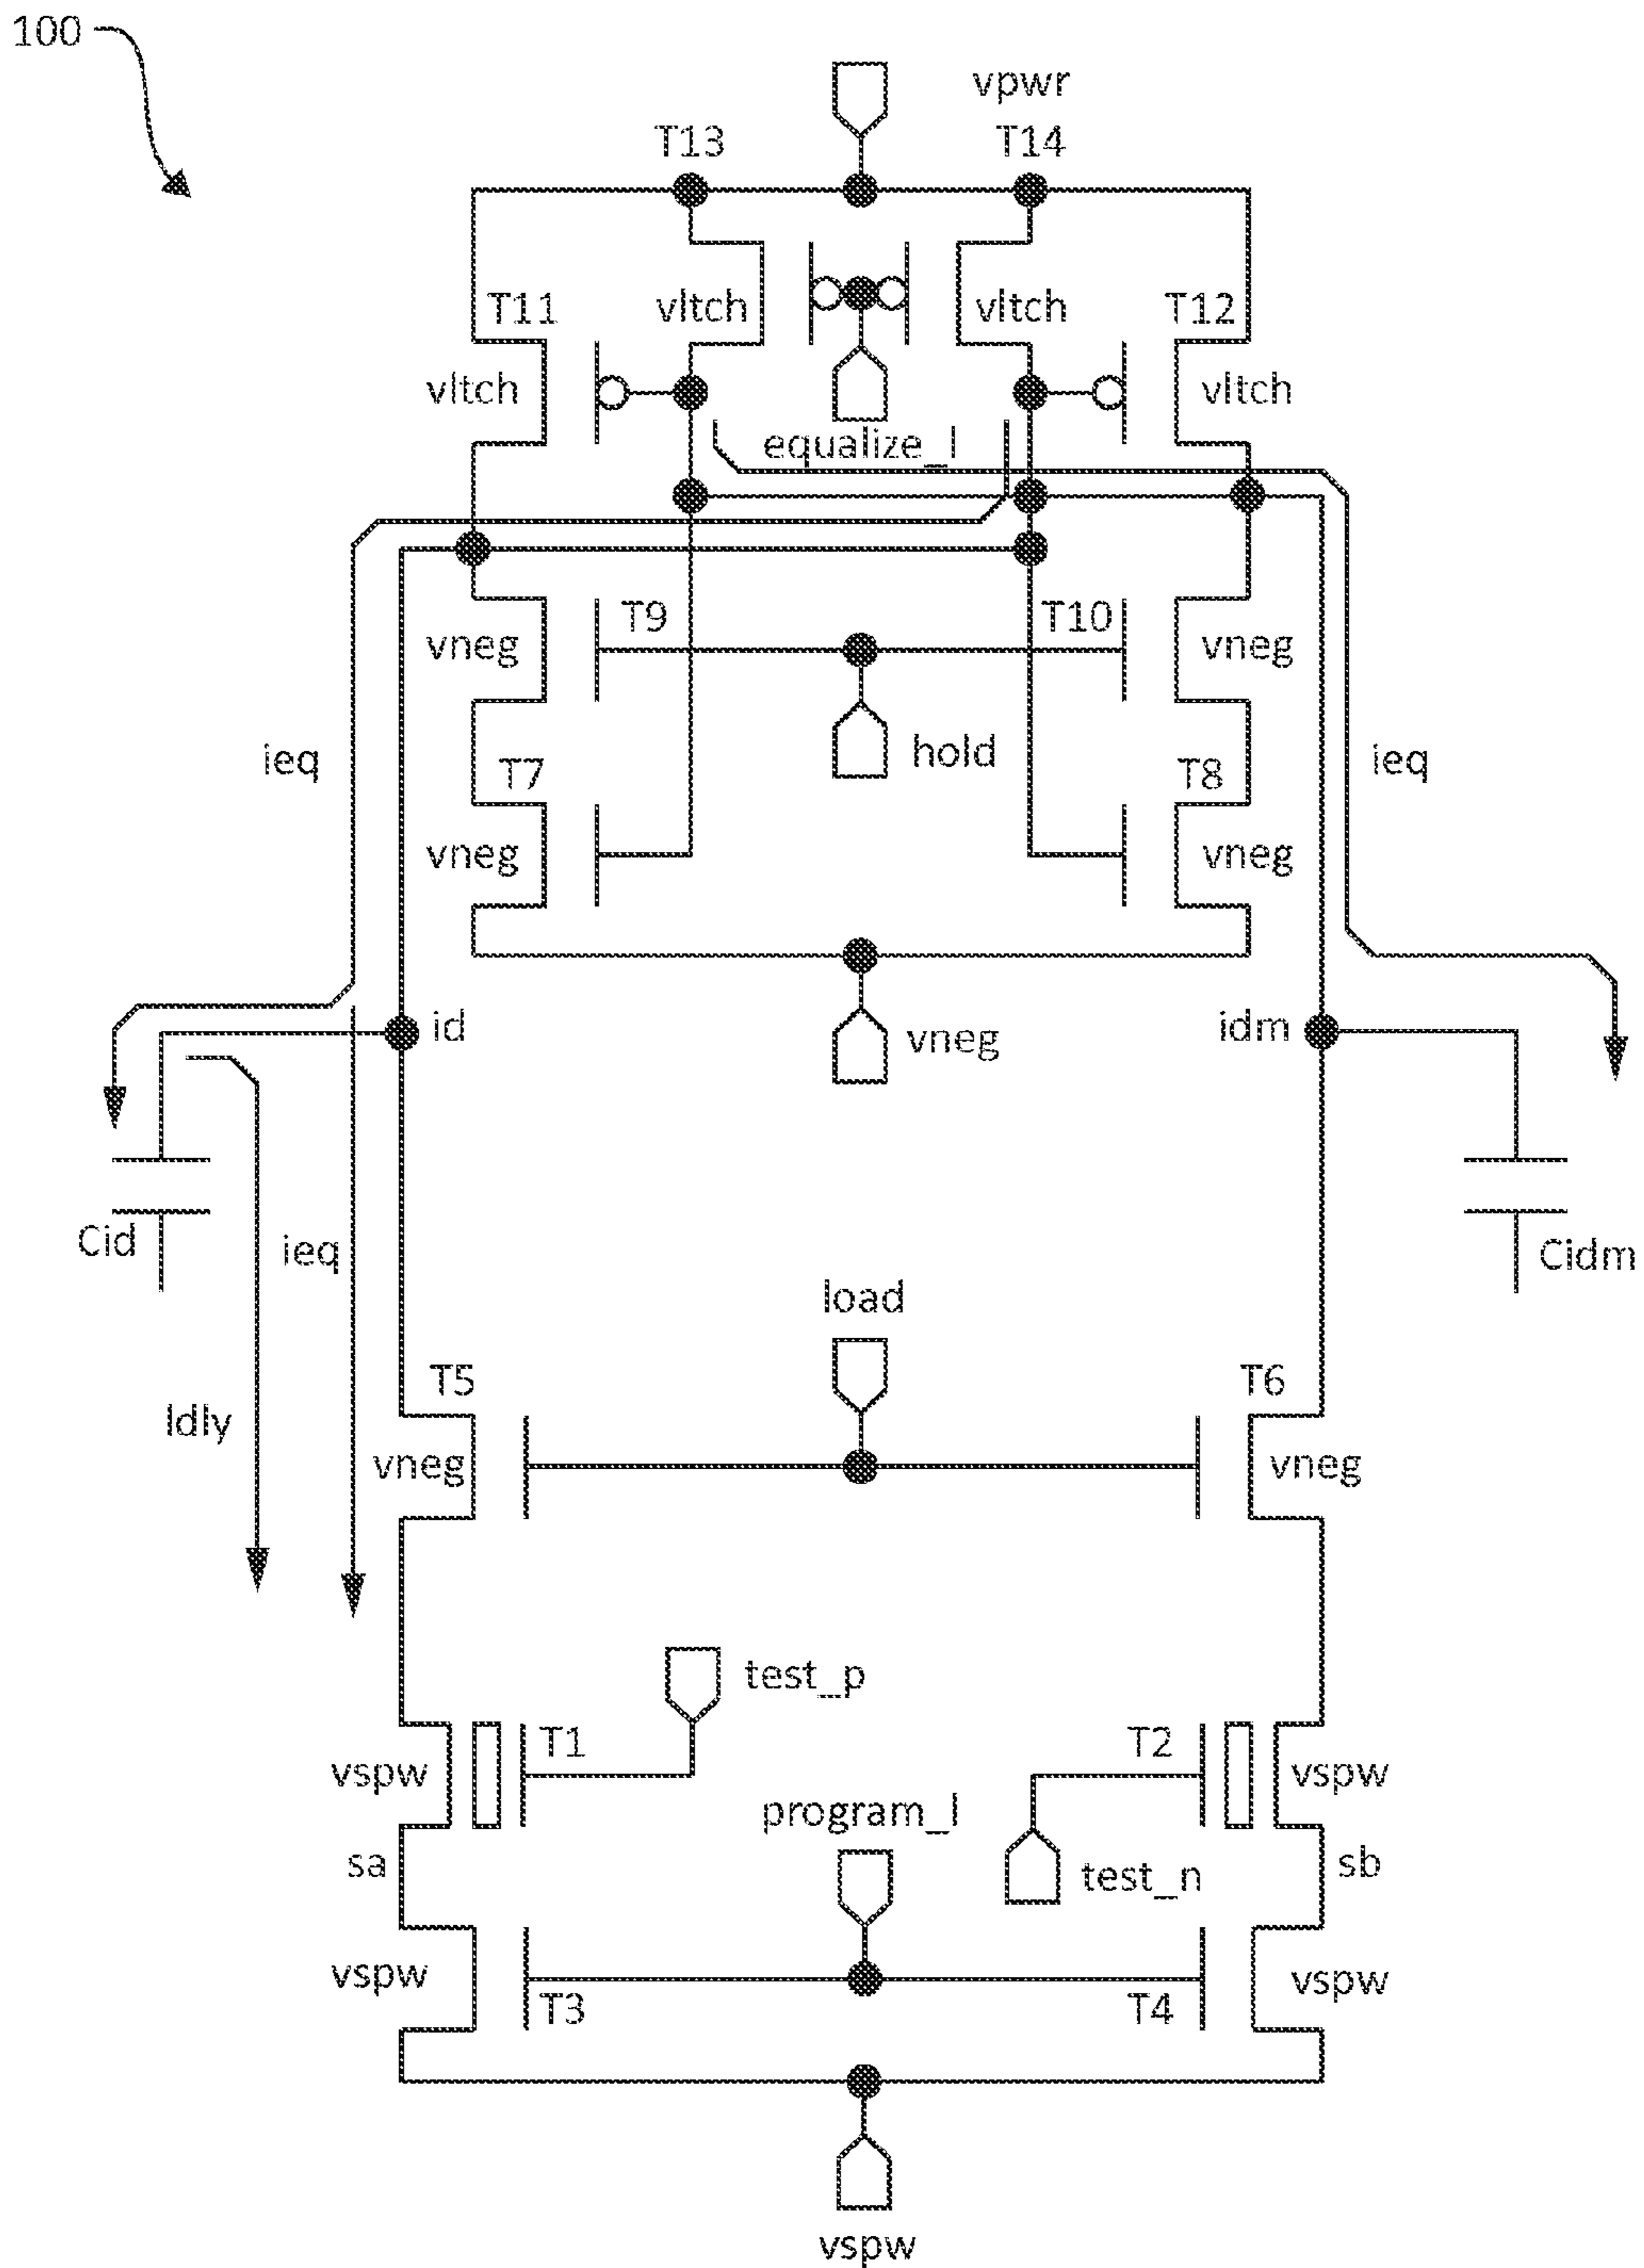 100
vpwr
T13
T14
T11
vltch
vltch
T12
vltch
vltch
equalize_l
T9
T10
vneg
vneg
ieq
hold
ieq
T7
T8
vneg
vneg
id
vneg
idm
Cid
ieq
Cidm
load
T5
T6
ldly
vneg
vneg
test_p
T1
T2
vspw
vspw
program_l
sa
test_n
sb
vspw
vspw
T3
T4
vspw